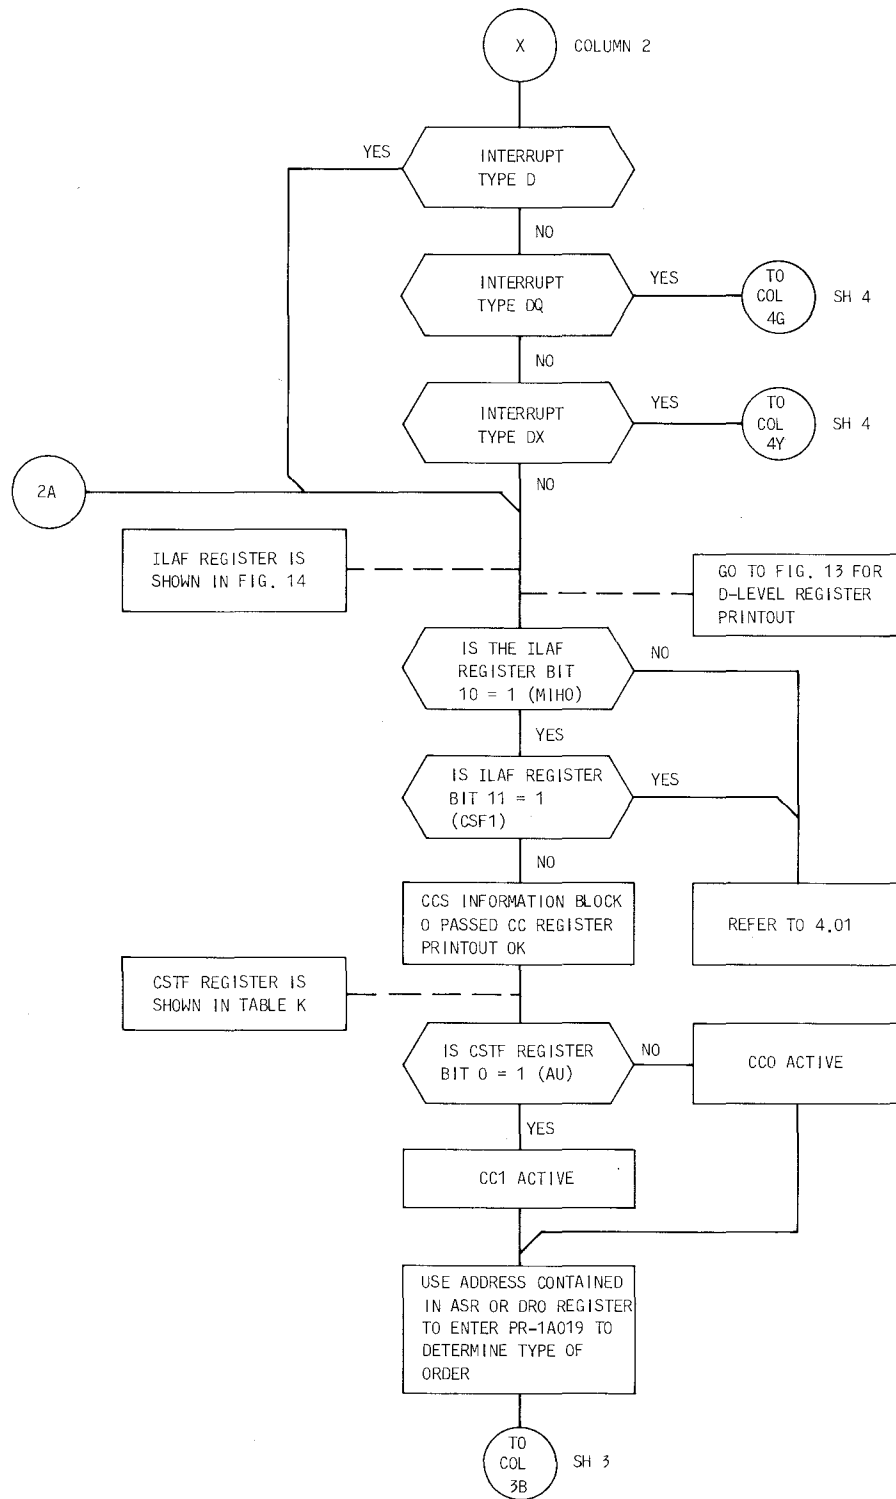 X
COLUMN 2
YES
INTERRUPT
TYPE D
NO
INTERRUPT
TYPE DQ
YES
TO
COL
4G
SH 4
NO
INTERRUPT
TYPE DX
YES
TO
COL
4Y
SH 4
NO
2A
ILAF REGISTER IS
SHOWN IN FIG. 14
GO TO FIG. 13 FOR
D-LEVEL REGISTER
PRINTOUT
IS THE ILAF
REGISTER BIT
10 = 1 (MIHO)
NO
YES
IS ILAF REGISTER
BIT 11 = 1
(CSF1)
YES
NO
CCS INFORMATION BLOCK
0 PASSED CC REGISTER
PRINTOUT OK
REFER TO 4.01
CSTF REGISTER IS
SHOWN IN TABLE K
IS CSTF REGISTER
BIT 0 = 1 (AU)
NO
CC0 ACTIVE
YES
CC1 ACTIVE
USE ADDRESS CONTAINED
IN ASR OR DRO REGISTER
TO ENTER PR-1A019 TO
DETERMINE TYPE OF
ORDER
TO
COL
3B
SH 3